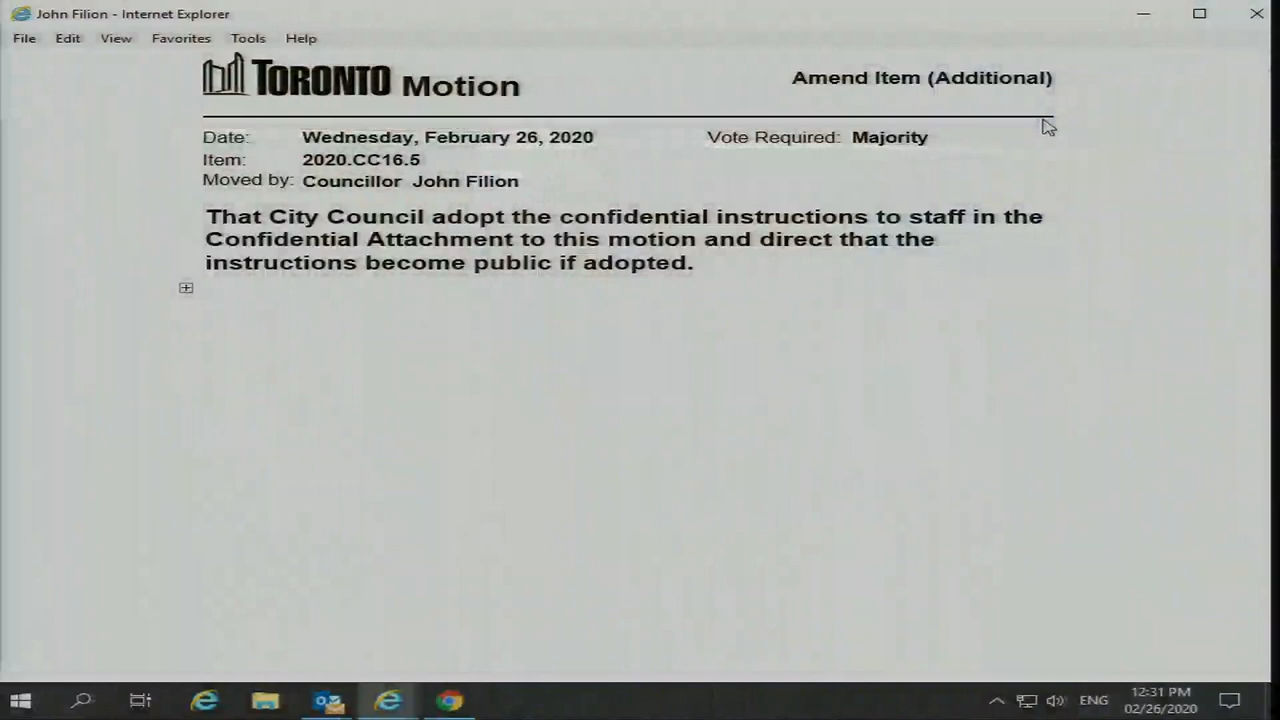 John Filion - Internet Explorer
File Edit View Favorites Tools Help
TORONTO Motion
Amend Item (Additional)
Date: Wednesday, February 26, 2020
Vote Required: Majority
Item: 2020.CC16.5
Moved by: Councillor John Filion
That City Council adopt the confidential instructions to staff in the
Confidential Attachment to this motion and direct that the
instructions become public if adopted.
ENG
12:31 PM
02/26/2020